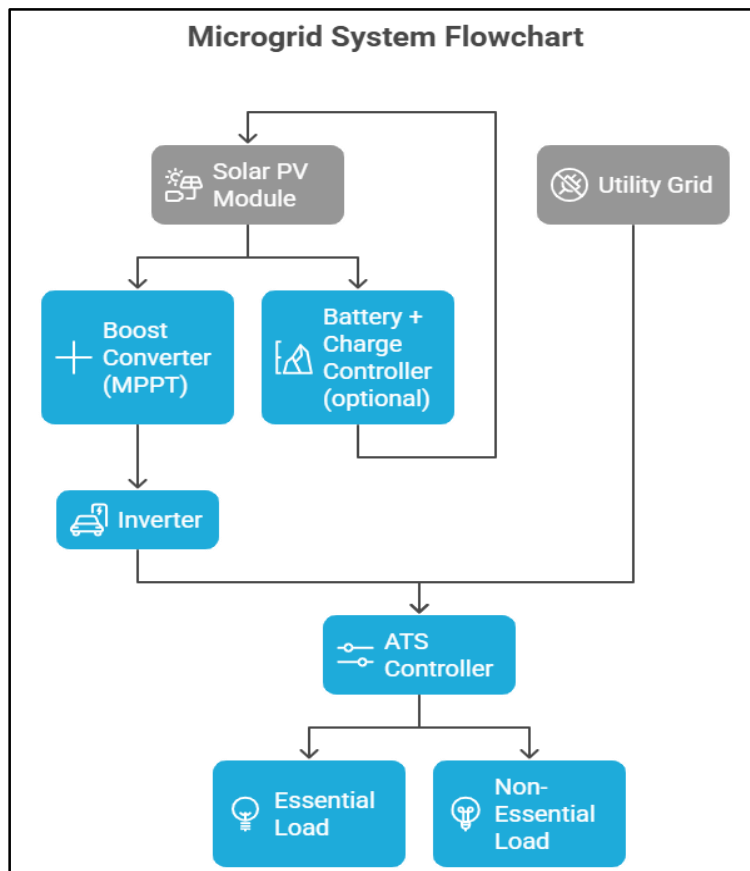 Microgrid System Flowchart
Solar PV
Module
Utility Grid
Boost
Converter
(MPPT)
Battery +
Charge
Controller
(optional)
Inverter
ATS
Controller
Essential
Load
Non-
Essential
Load